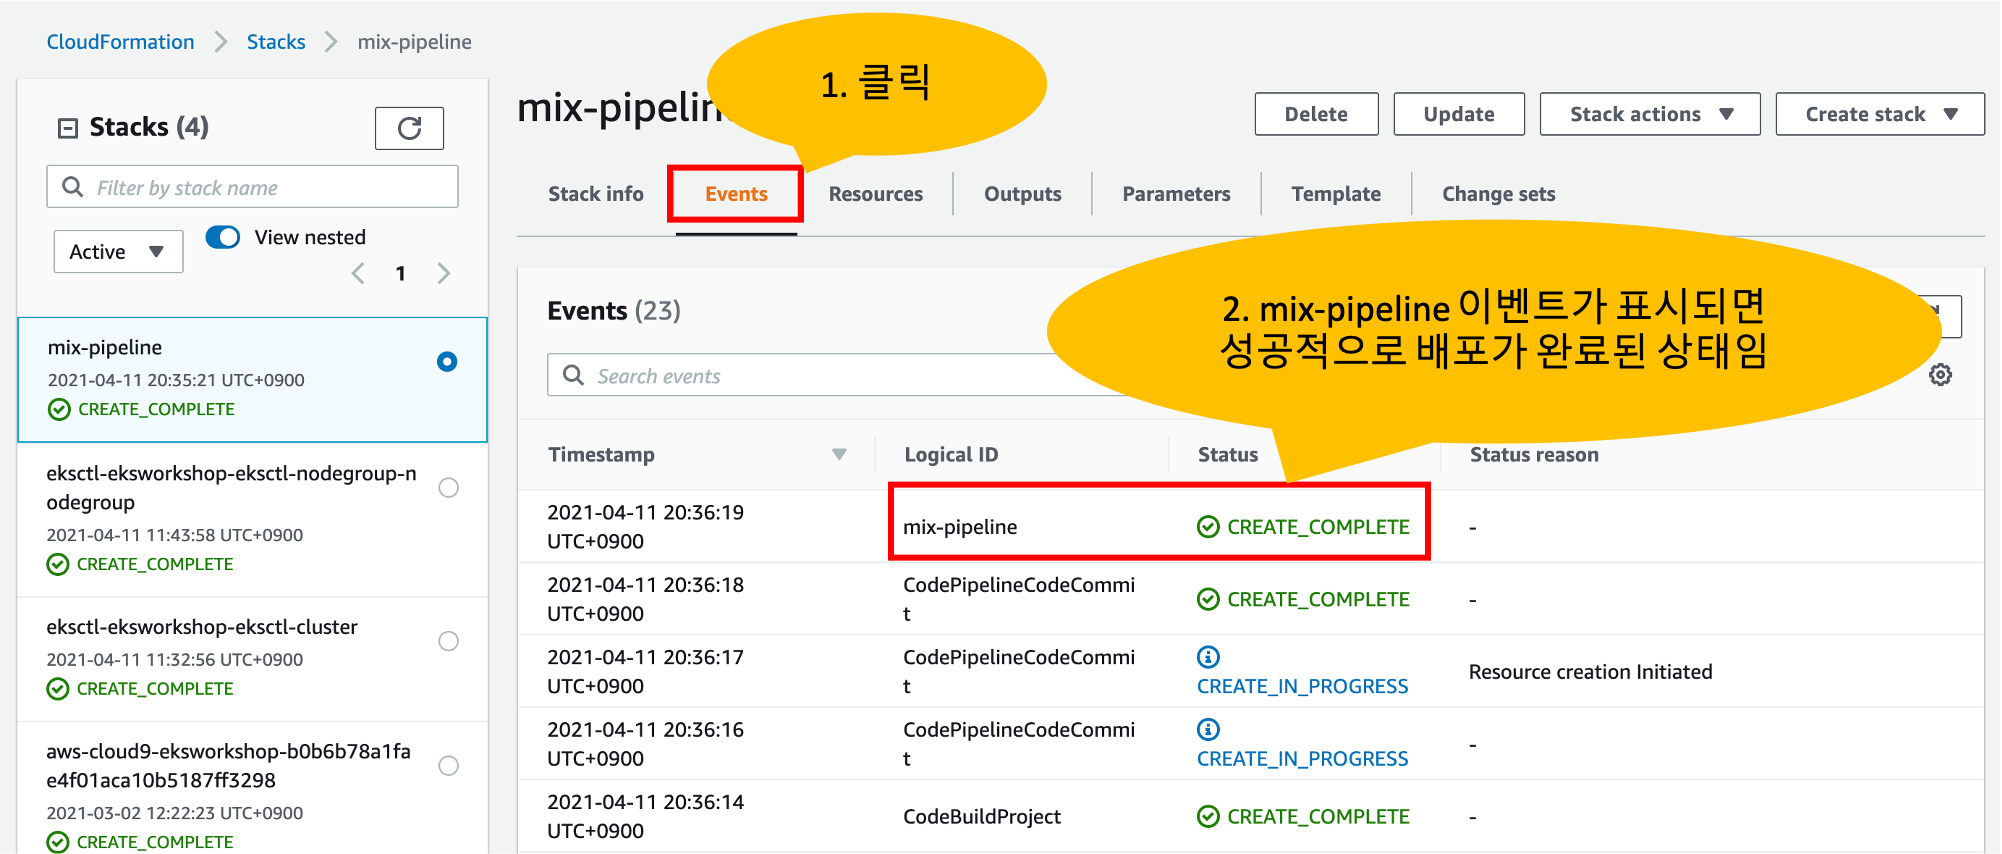 CloudFormation > Stacks > mix-pipeline
Stacks (4)
Filter by stack name
Active
View nested
1
mix-pipeline
2021-04-11 20:35:21 UTC+0900
CREATE_COMPLETE
eksctl-eksworkshop-eksctl-nodegroup-n
odegroup
2021-04-11 11:43:58 UTC+0900
CREATE_COMPLETE
eksctl-eksworkshop-eksctl-cluster
2021-04-11 11:32:56 UTC+0900
CREATE_COMPLETE
aws-cloud9-eksworkshop-b0b6b78a1fa
e4f01aca10b5187ff3298
2021-03-02 12:22:23 UTC+0900
CREATE_COMPLETE
mix-pipelin
1. 클릭
Delete
Update
Stack actions
Create stack
Stack info
Events
Resources
Outputs
Parameters
Template
Change sets
Events (23)
2. mix-pipeline 이벤트가 표시되면
성공적으로 배포가 완료된 상태임
Search events
Timestamp
Logical ID
Status
Status reason
2021-04-11 20:36:19
UTC+0900
mix-pipeline
CREATE_COMPLETE
-
2021-04-11 20:36:18
UTC+0900
CodePipelineCodeCommi
t
CREATE_COMPLETE
-
2021-04-11 20:36:17
UTC+0900
CodePipelineCodeCommi
t
CREATE_IN_PROGRESS
Resource creation Initiated
2021-04-11 20:36:16
UTC+0900
CodePipelineCodeCommi
t
CREATE_IN_PROGRESS
-
2021-04-11 20:36:14
UTC+0900
CodeBuildProject
CREATE_COMPLETE
-